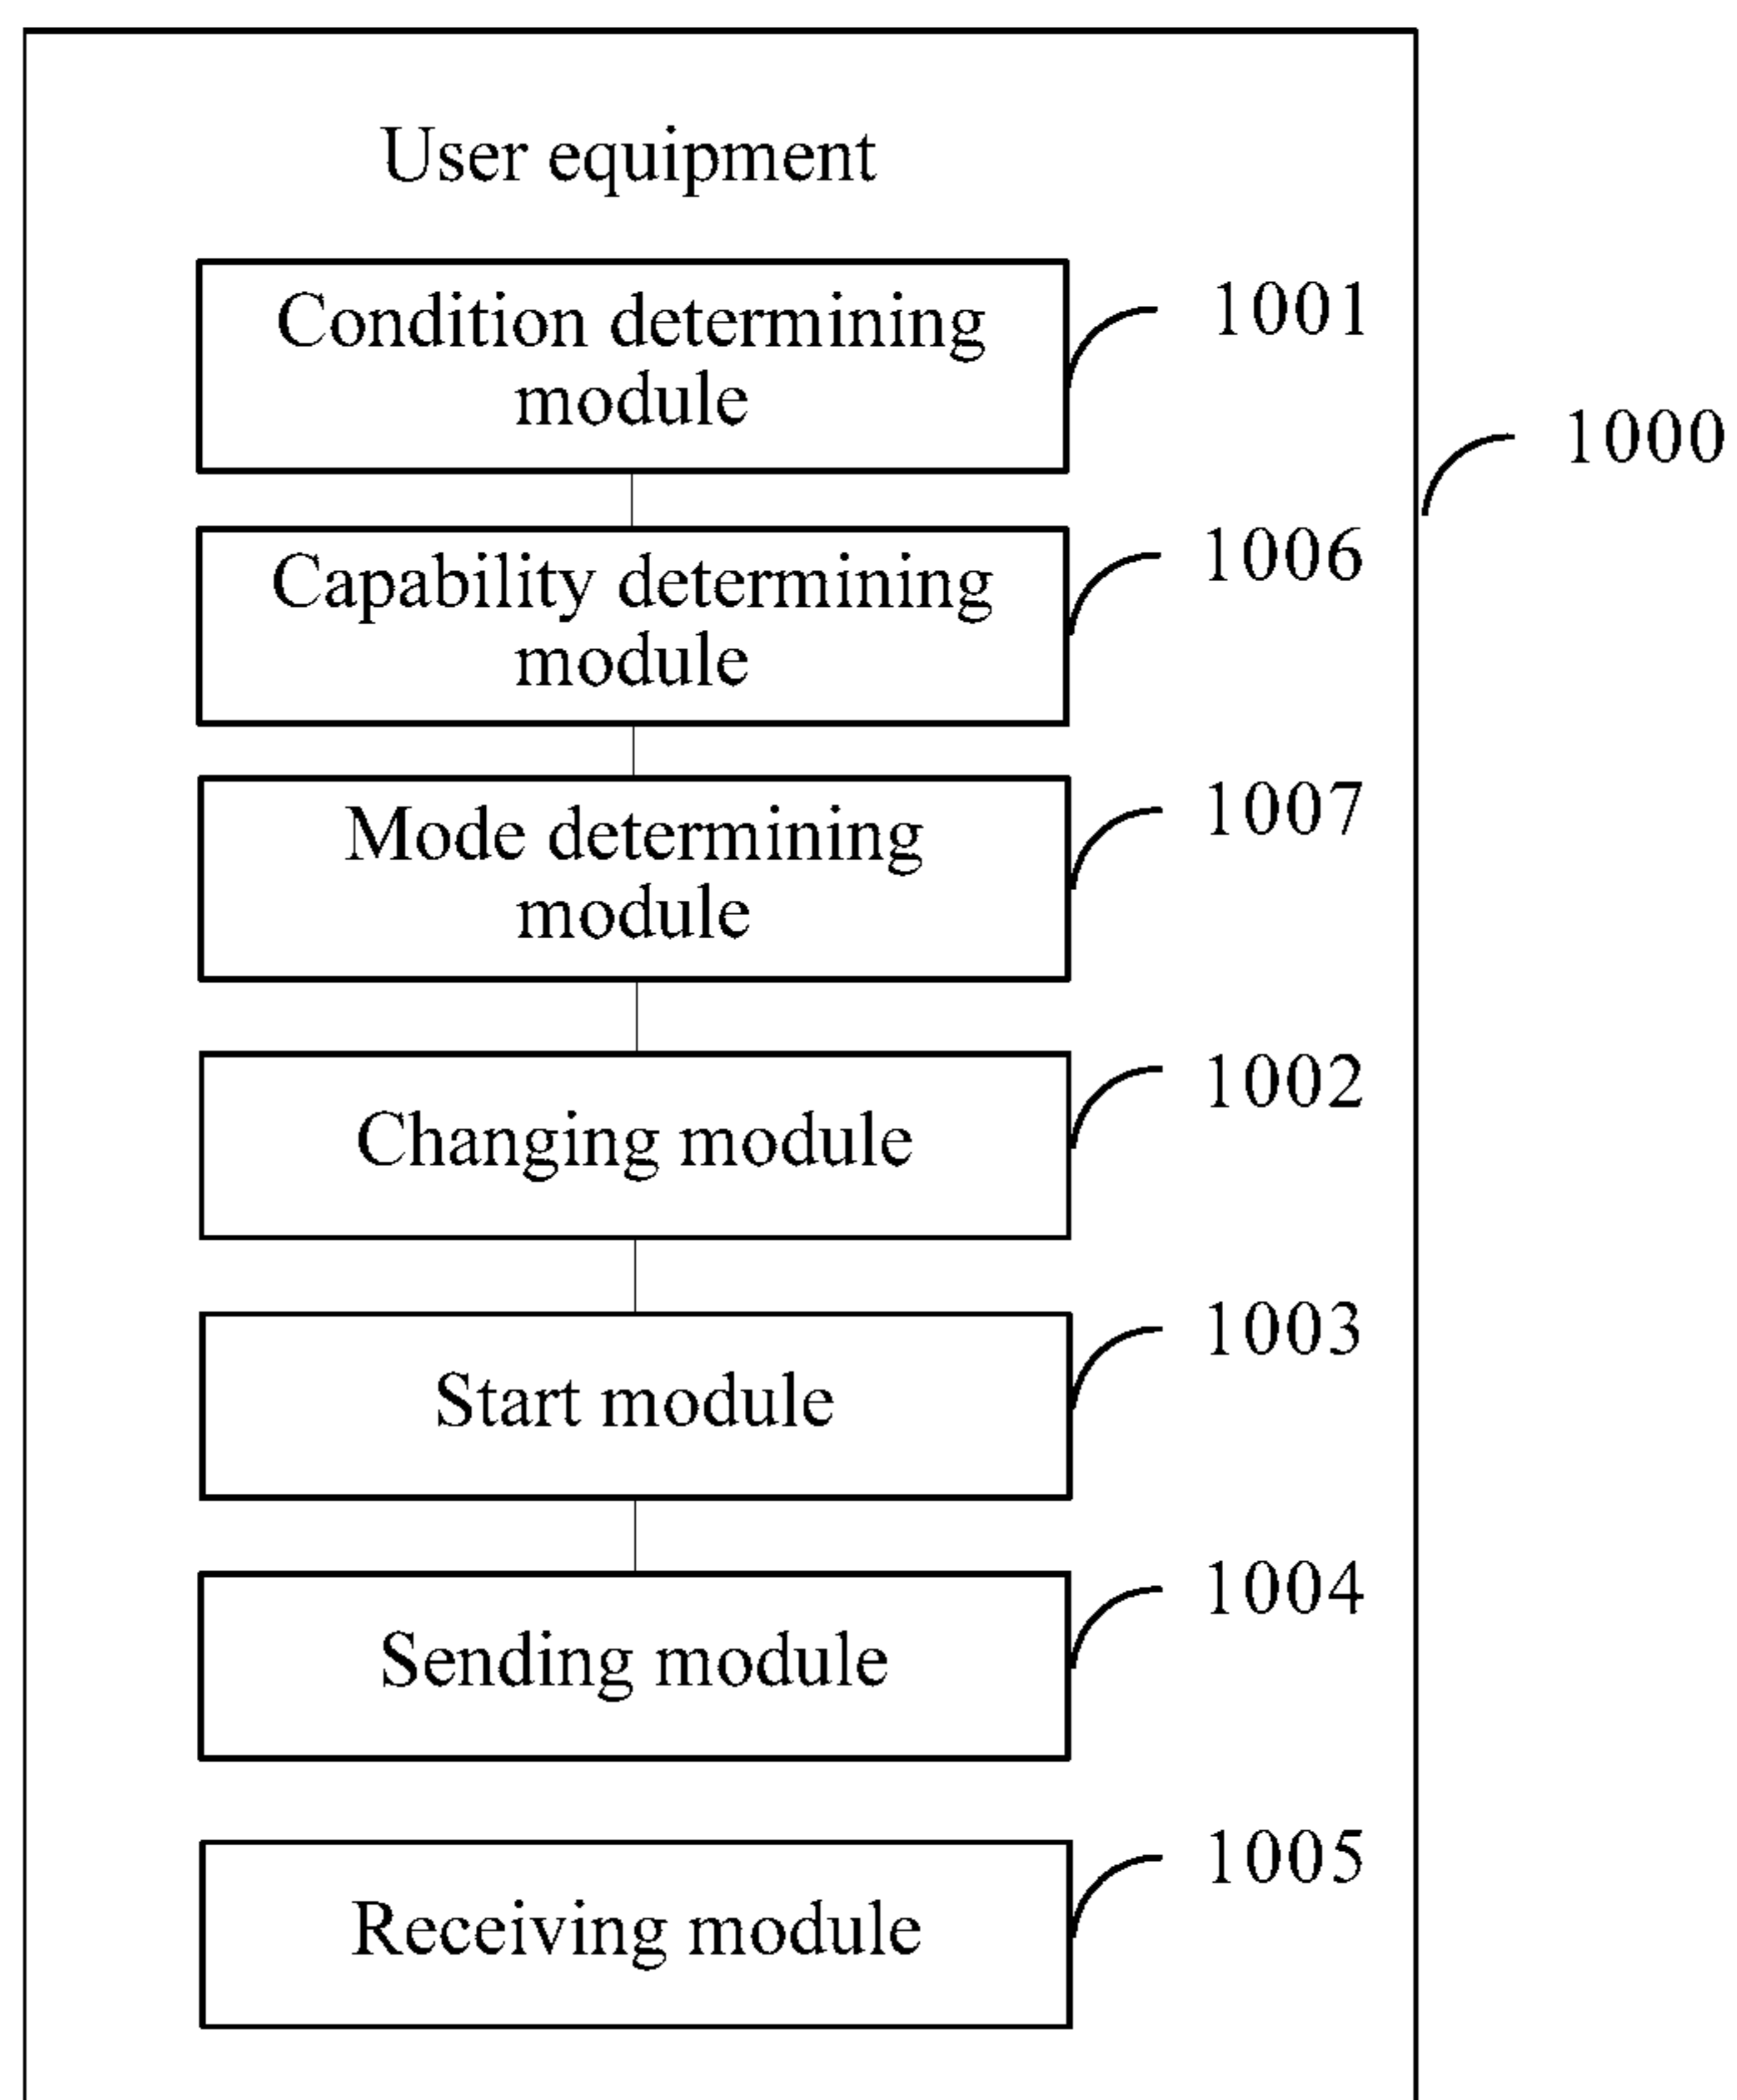 User equipment
Condition determining
module
1001
1000
Capability determining
module
1006
Mode determining
module
1007
Changing module
1002
Start module
1003
Sending module
1004
Receiving module
1005